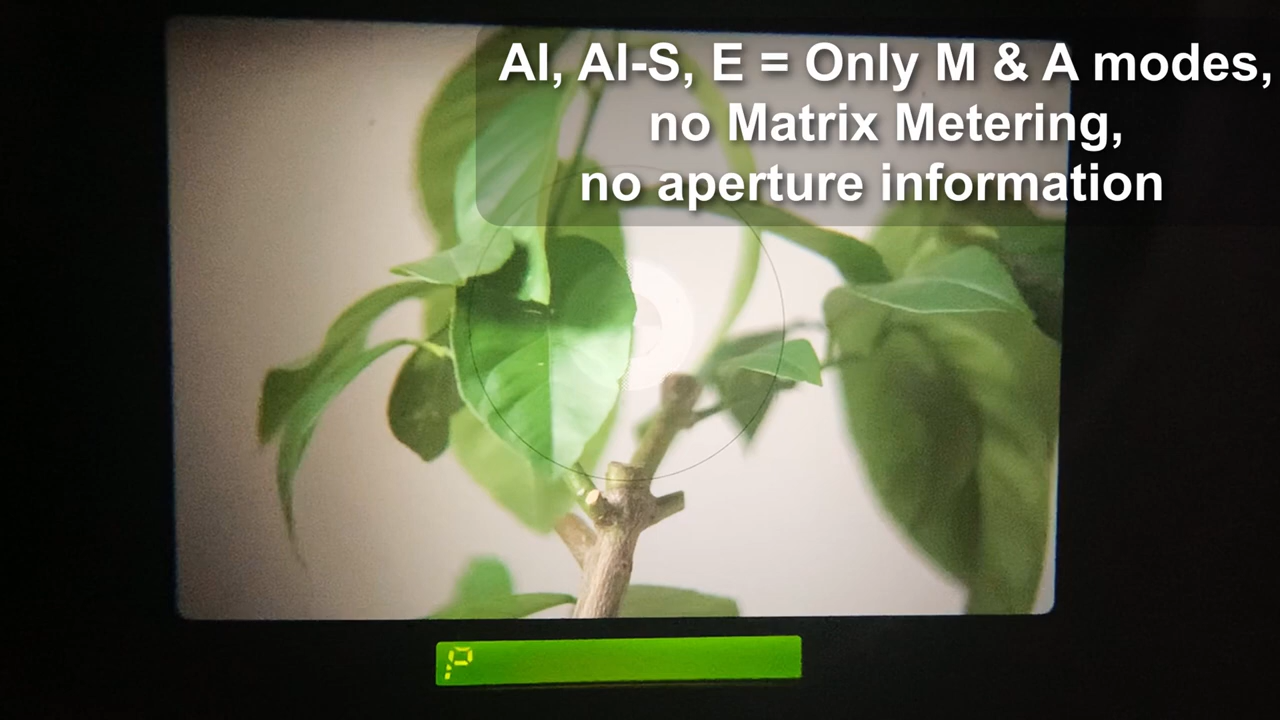 AI, AI-S, E = Only M & A modes,
no Matrix Metering,
no aperture information
P